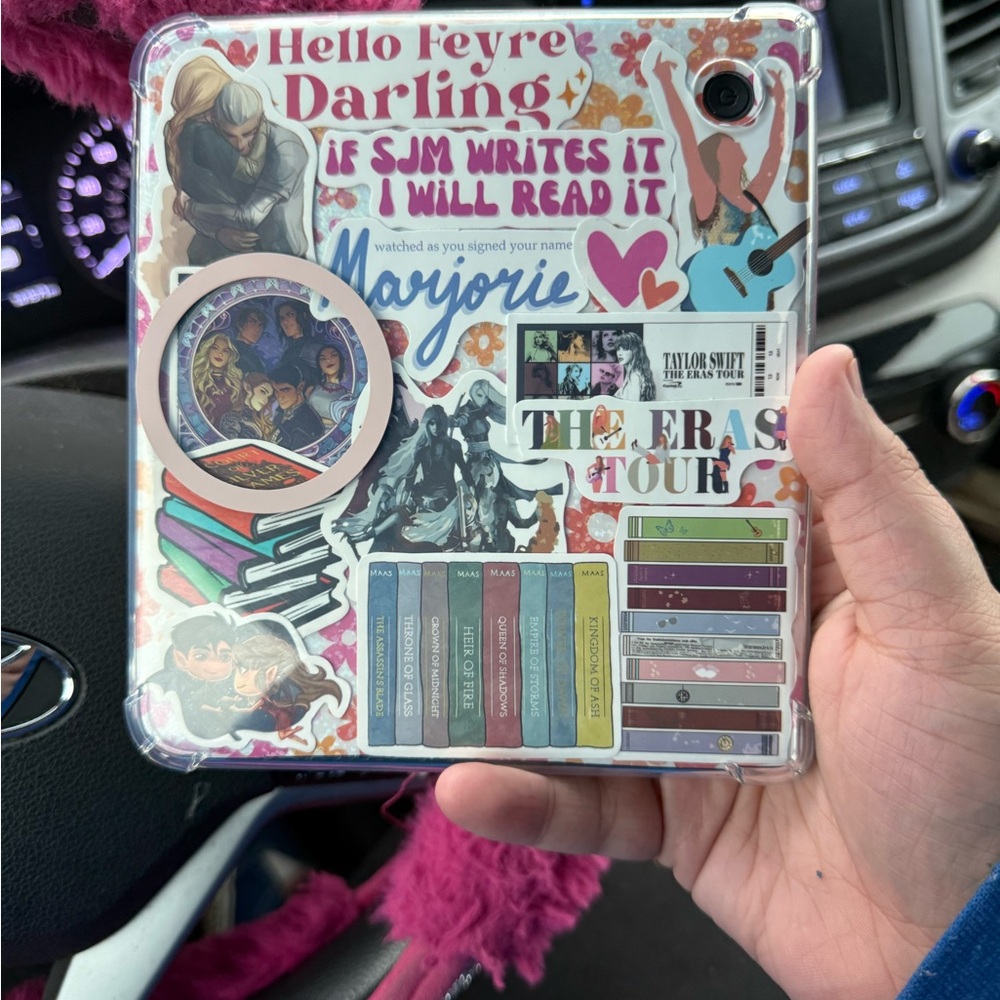 Hello Feyre
Darling
iF SJM WRiTES iT
I WiLL READ iT
watched as you signed your name
Marjorie
TAYLOR SWIFT
THE ERAS TOUR
THE ERAS
TOUR
MAAS
THE ASSASSIN'S BLADE
MAAS
THRONE OF GLASS
MAAS
CROWN OF MIDNIGHT
MAAS
HEIR OF FIRE
MAAS
QUEEN OF SHADOWS
MAAS
EMPIRE OF STORMS
MAAS
MAAS
KINGDOM OF ASH